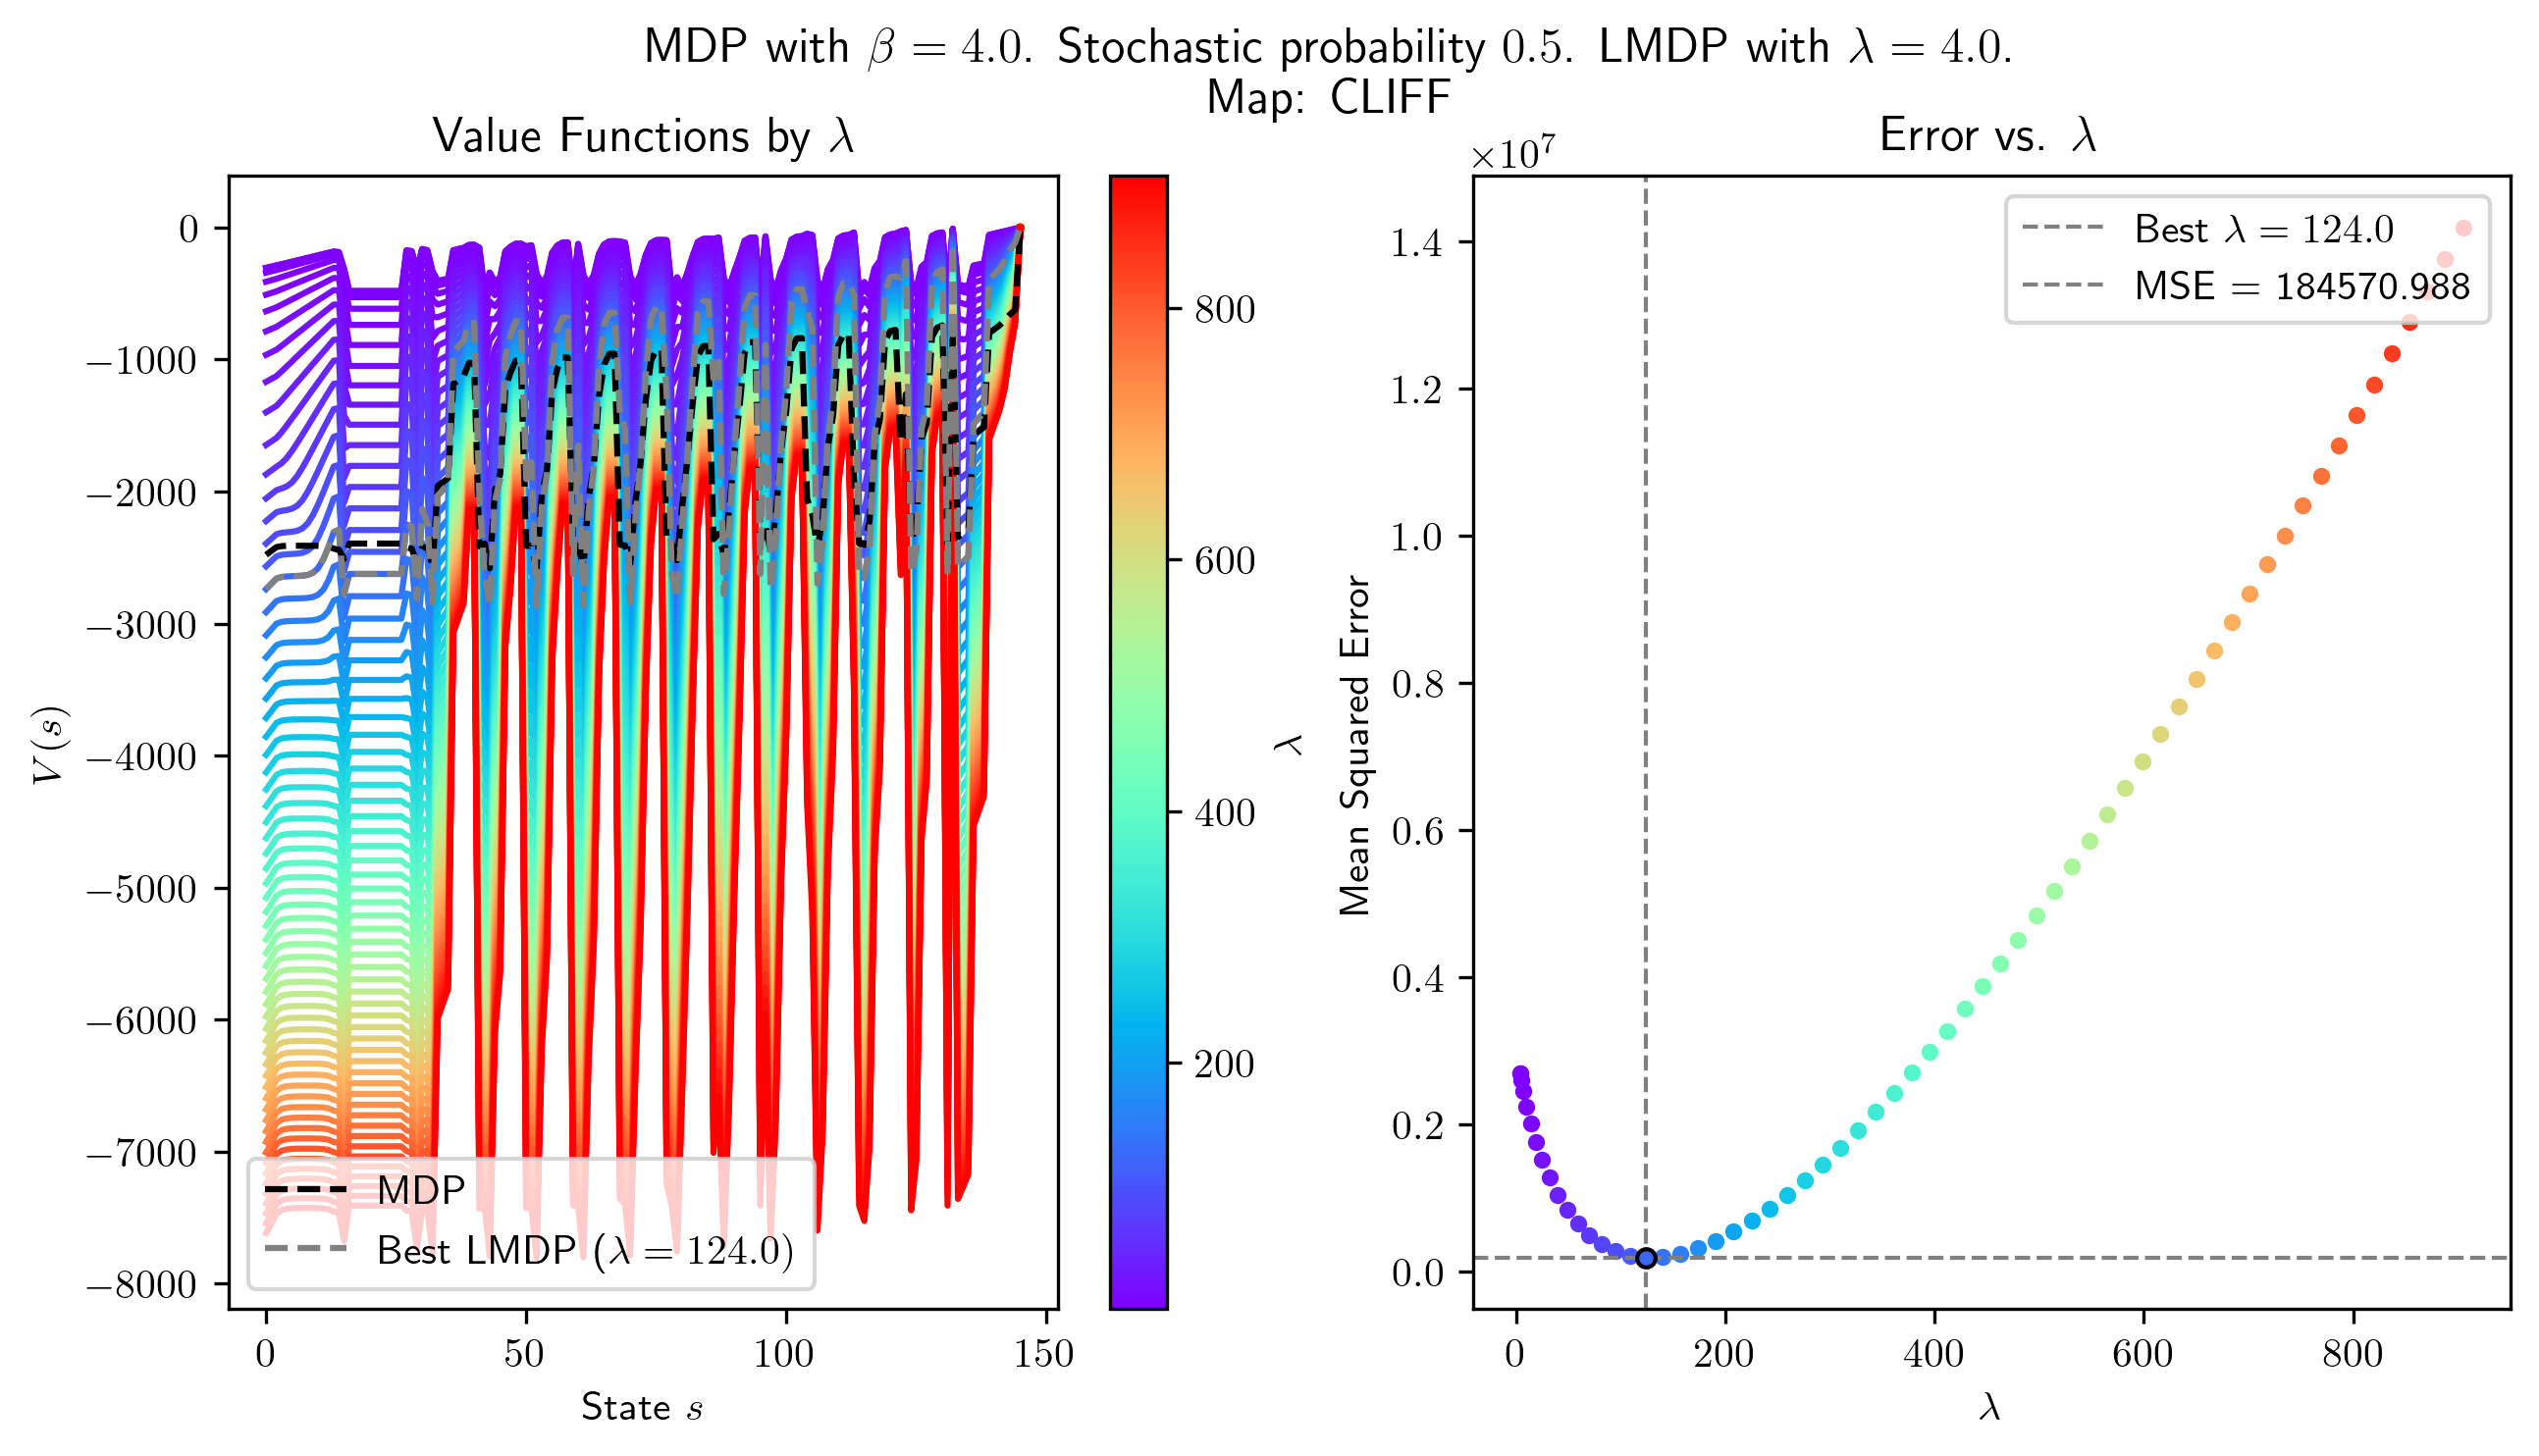 MDP with β = 4.0. Stochastic probability 0.5. LMDP with λ = 4.0.
Map: CLIFF
Value Functions by λ
0
−1000
−2000
−3000
−4000
−5000
−6000
−7000
−8000
V(s)
MDP
Best LMDP (λ = 124.0)
0
50
100
150
State s
800
600
400
200
λ
Error vs. λ
×10⁷
1.4
1.2
1.0
0.8
0.6
0.4
0.2
0.0
Mean Squared Error
Best λ = 124.0
MSE = 184570.988
0
200
400
600
800
λ